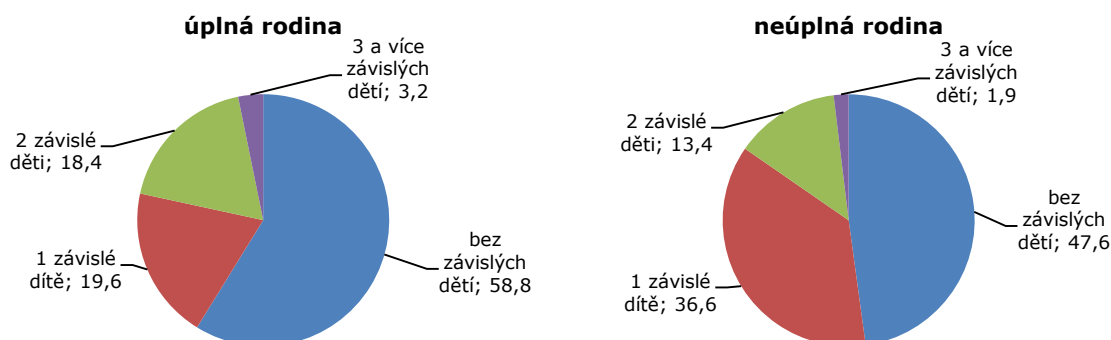 úplná rodina
3 a více
závislých
dětí; 3,2
2 závislé
děti; 18,4
1 závislé
dítě; 19,6
bez
závislých
dětí; 58,8
neúplná rodina
3 a více
závislých
dětí; 1,9
2 závislé
děti; 13,4
1 závislé
dítě; 36,6
bez
závislých
dětí; 47,6